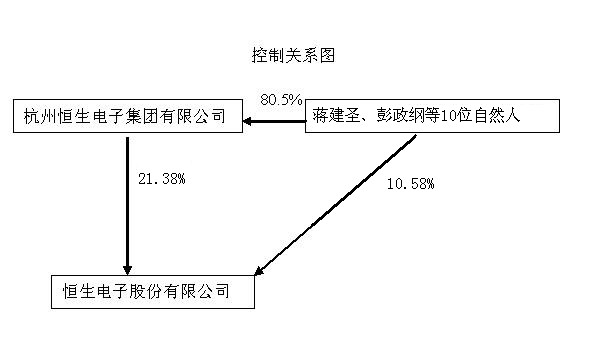 控制关系图
80.5%
杭州恒生电子集团有限公司
蒋建圣、彭政纲等10位自然人
21.38%
10.58%
恒生电子股份有限公司